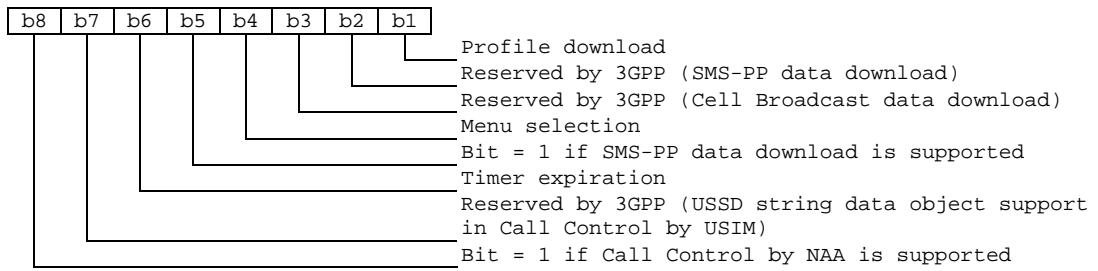 b8 b7 b6 b5 b4 b3 b2 b1
Profile download
Reserved by 3GPP (SMS-PP data download)
Reserved by 3GPP (Cell Broadcast data download)
Menu selection
Bit = 1 if SMS-PP data download is supported
Timer expiration
Reserved by 3GPP (USSD string data object support
in Call Control by USIM)
Bit = 1 if Call Control by NAA is supported